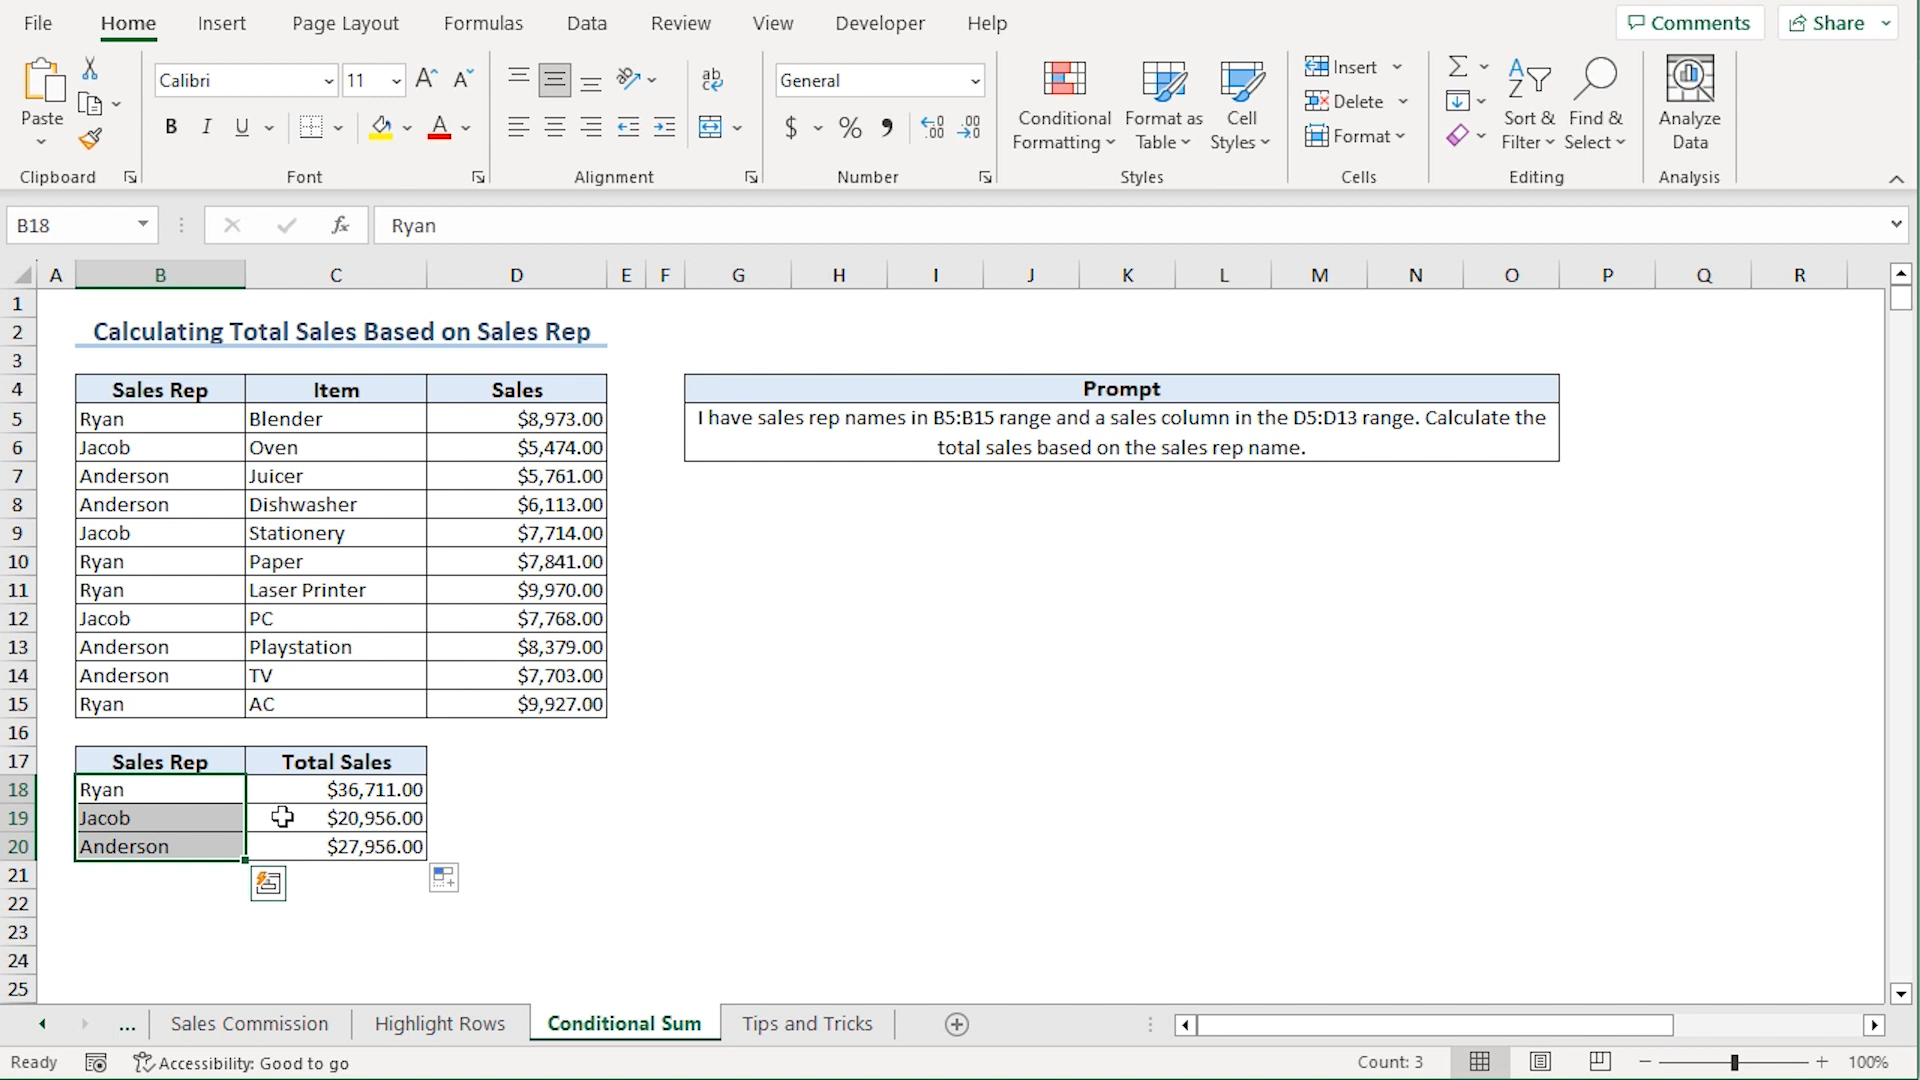 File Home Insert Page Layout Formulas Data Review View Developer Help Comments Share
Calibri 11 General
Paste
B I U
$ % 9
Conditional Formatting
Format as Table
Cell Styles
Insert
Delete
Format
Sort & Filter
Find & Select
Analyze Data
Clipboard Font Alignment Number Styles Cells Editing Analysis
B18 fx Ryan
A B C D E F G H I J K L M N O P Q R
1
2 Calculating Total Sales Based on Sales Rep
3
4 Sales Rep Item Sales Prompt
5 Ryan Blender $8,973.00 I have sales rep names in B5:B15 range and a sales column in the D5:D13 range. Calculate the
6 Jacob Oven $5,474.00 total sales based on the sales rep name.
7 Anderson Juicer $5,761.00
8 Anderson Dishwasher $6,113.00
9 Jacob Stationery $7,714.00
10 Ryan Paper $7,841.00
11 Ryan Laser Printer $9,970.00
12 Jacob PC $7,768.00
13 Anderson Playstation $8,379.00
14 Anderson TV $7,703.00
15 Ryan AC $9,927.00
16
17 Sales Rep Total Sales
18 Ryan $36,711.00
19 Jacob $20,956.00
20 Anderson $27,956.00
21
22
23
24
25
... Sales Commission Highlight Rows Conditional Sum Tips and Tricks
Ready Accessibility: Good to go Count: 3 100%